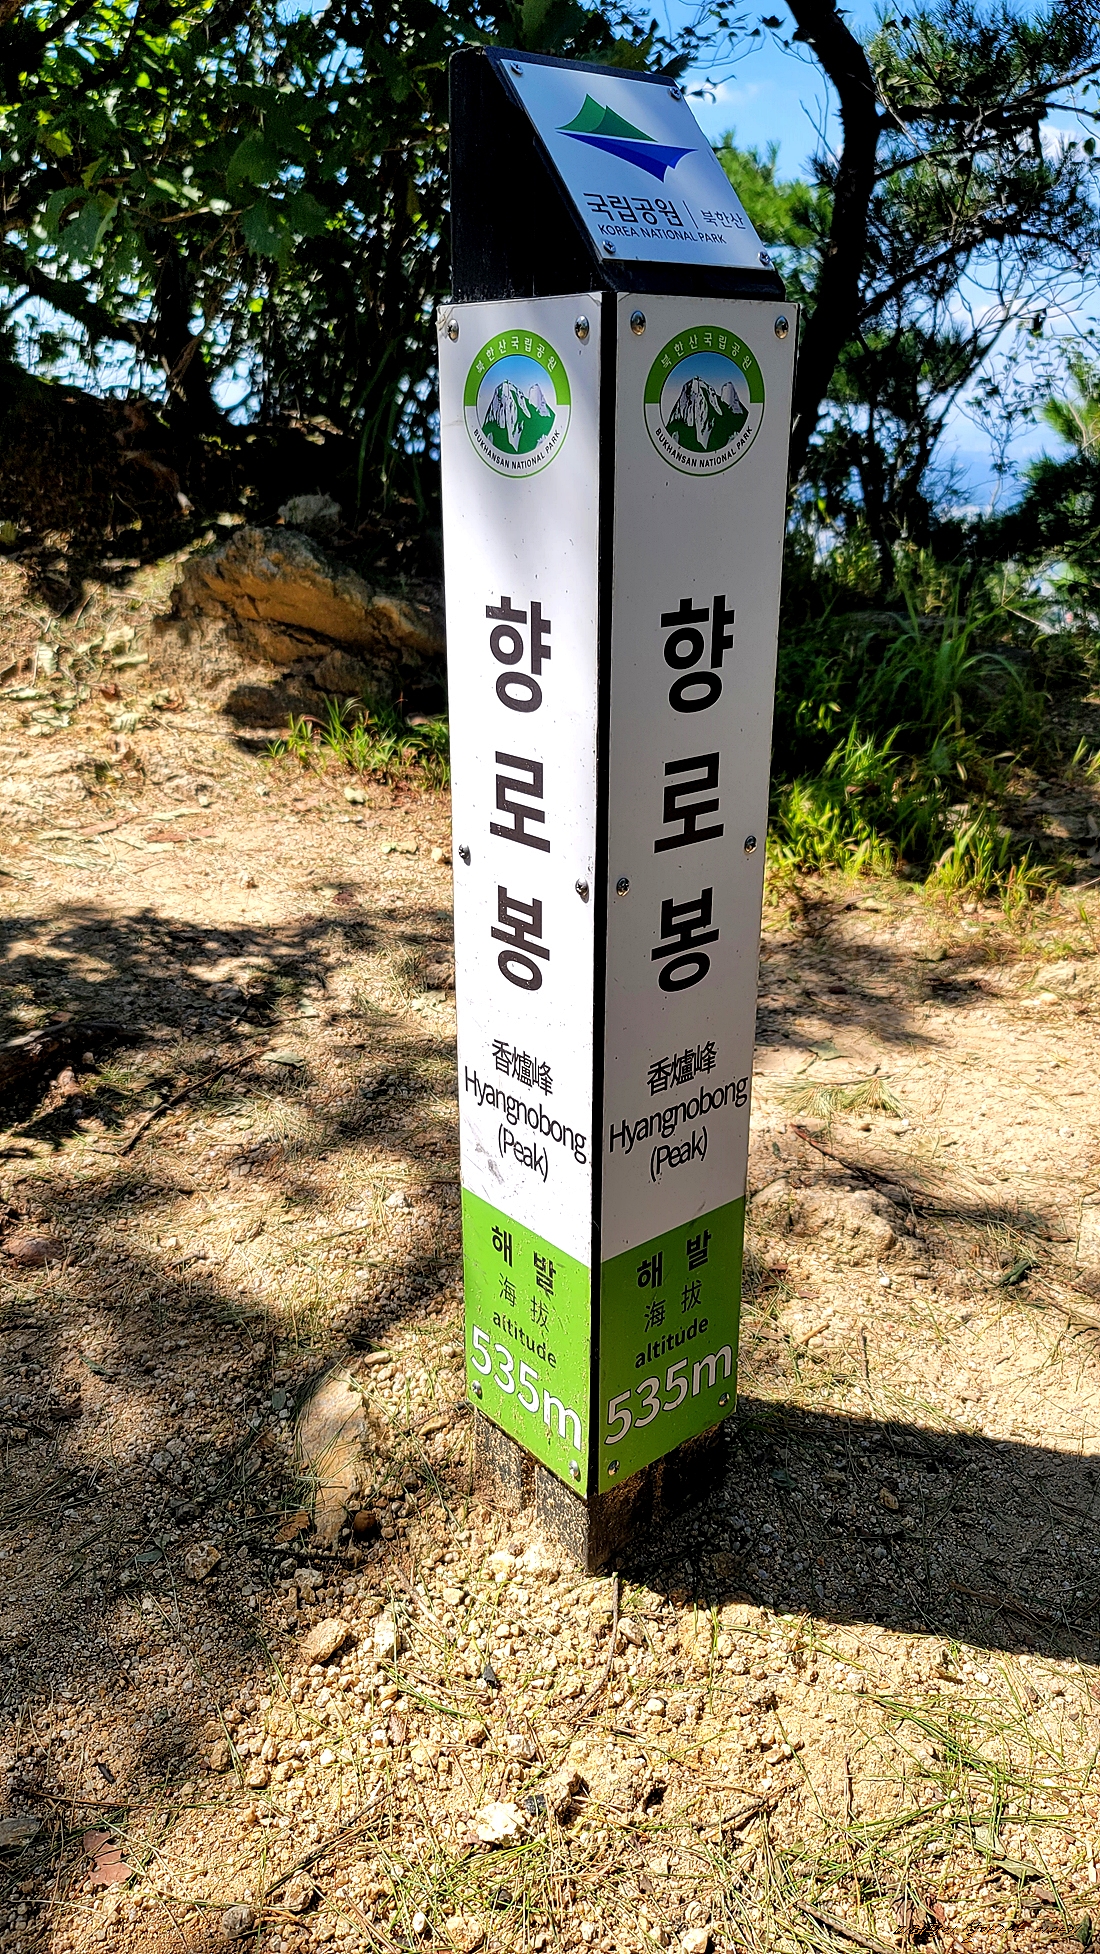 국립공원 | 북한산
KOREA NATIONAL PARK
북한산국립공원
BUKHANSAN NATIONAL PARK
향
로
봉
香爐峰
Hyangnobong
(Peak)
해 발
海 拔
altitude
535m
북한산국립공원
BUKHANSAN NATIONAL PARK
향
로
봉
香爐峰
Hyangnobong
(Peak)
해 발
海 拔
altitude
535m